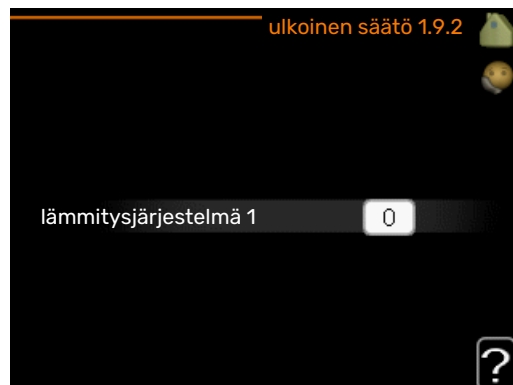 ulkoinen säätö 1.9.2
lämmitysjärjestelmä 1 0
?